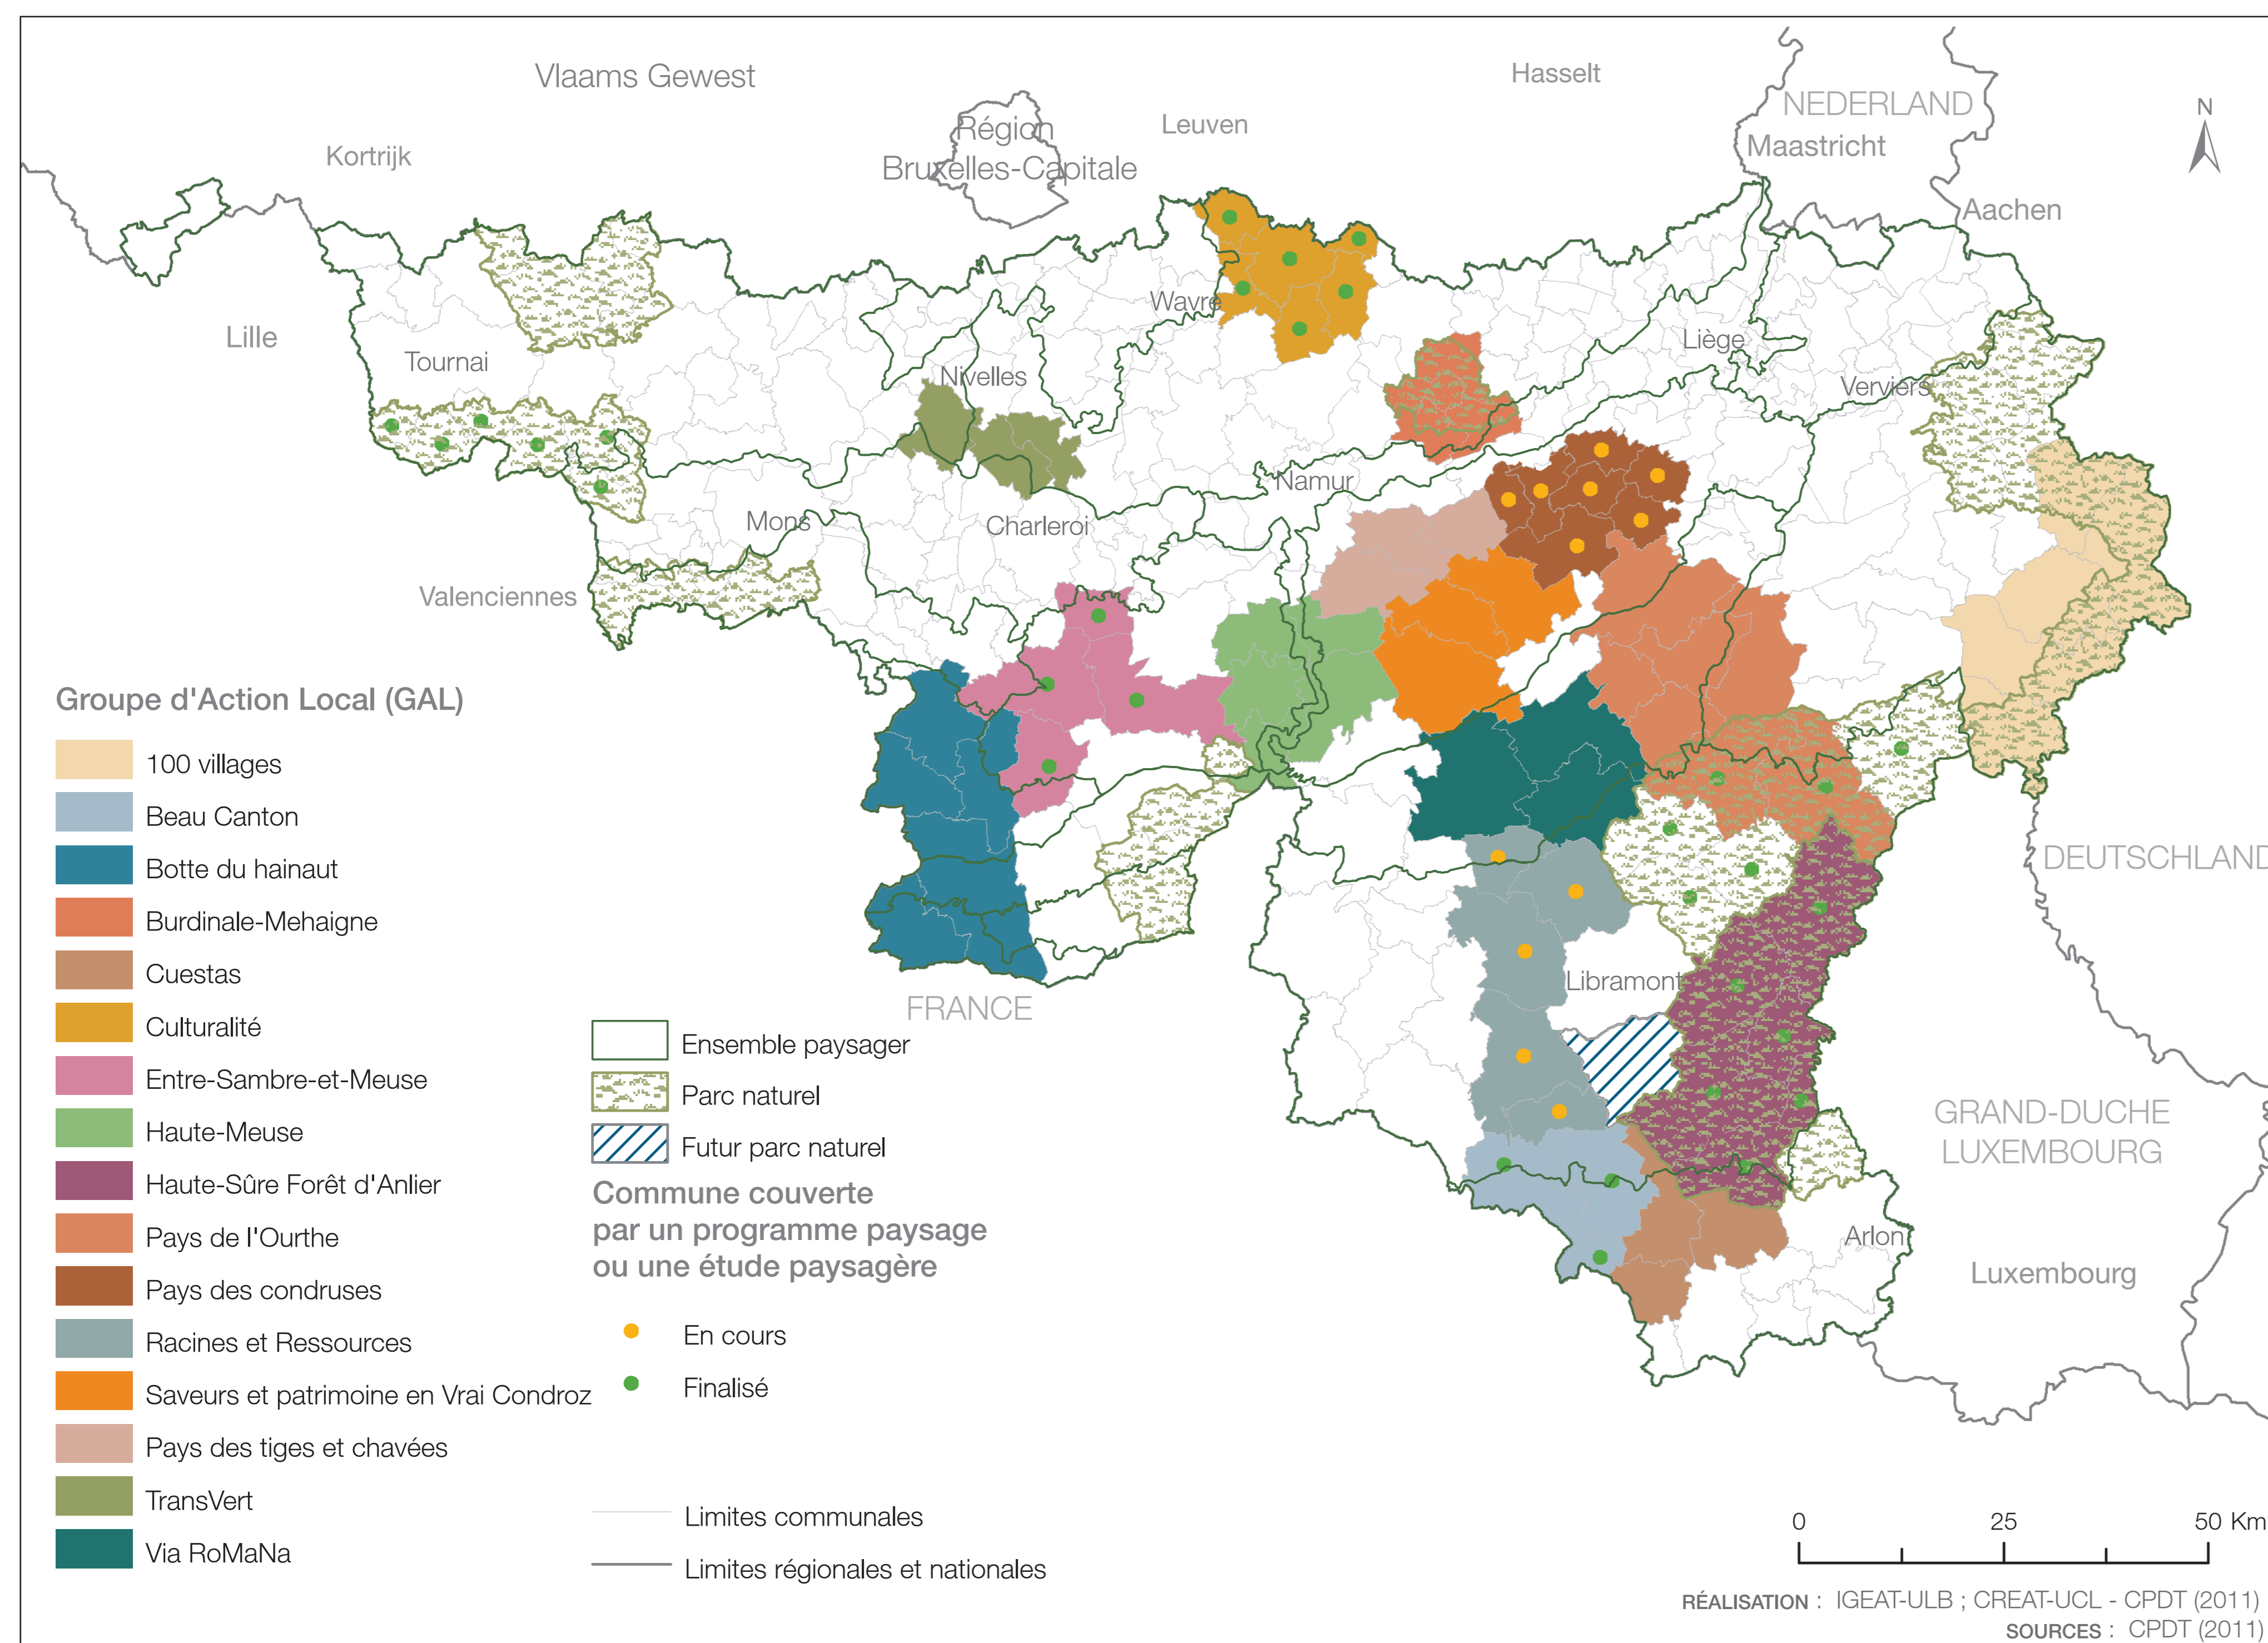 Vlaams Gewest
Hasselt
NEDERLAND
Maastricht
N
Région
Bruxelles-Capitale
Leuven
Kortrijk
Aachen
Wavre
Lille
Tournai
Nivelles
Liège
Verviers
Namur
Mons
Charleroi
Valenciennes
DEUTSCHLAND
Libramont
FRANCE
GRAND-DUCHE
LUXEMBOURG
Arlon
Luxembourg
Groupe d'Action Local (GAL)
100 villages
Beau Canton
Botte du hainaut
Burdinale-Mehaigne
Cuestas
Culturalité
Entre-Sambre-et-Meuse
Haute-Meuse
Haute-Sûre Forêt d'Anlier
Pays de l'Ourthe
Pays des condruses
Racines et Ressources
Saveurs et patrimoine en Vrai Condroz
Pays des tiges et chavées
TransVert
Via RoMaNa
Ensemble paysager
Parc naturel
Futur parc naturel
Commune couverte
par un programme paysage
ou une étude paysagère
En cours
Finalisé
Limites communales
Limites régionales et nationales
0 25 50 Km
RÉALISATION : IGEAT-ULB ; CREAT-UCL - CPDT (2011)
SOURCES : CPDT (2011)